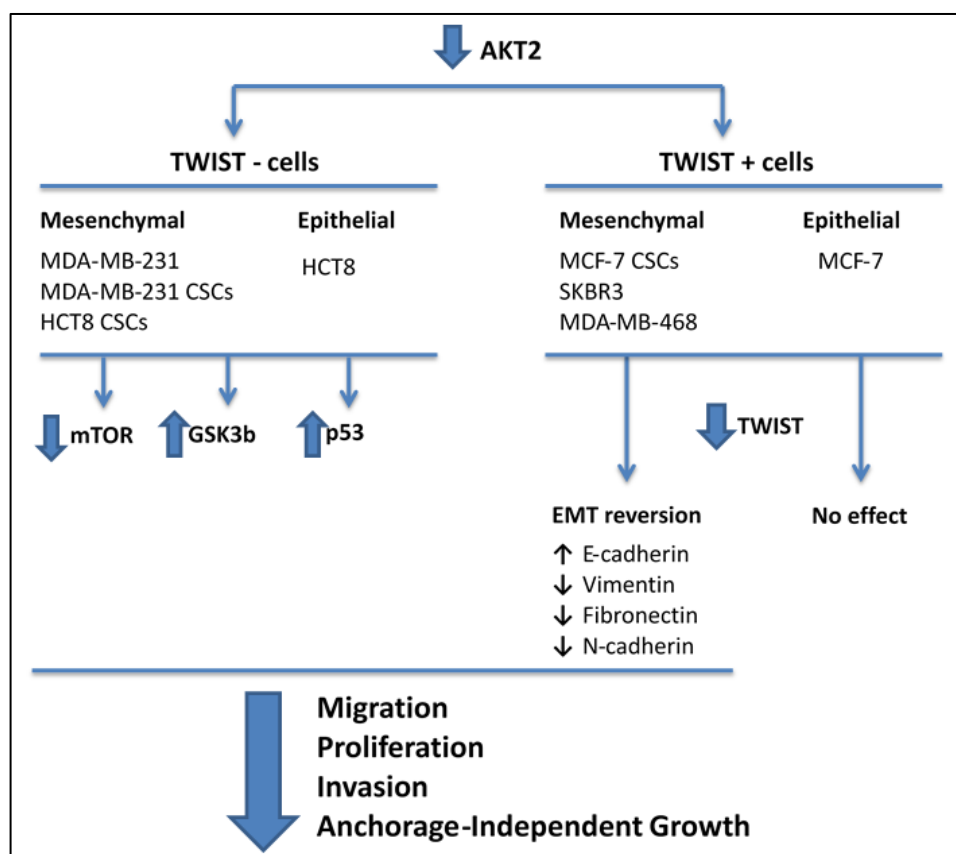 AKT2
TWIST - cells
Meschymal
MDA-MB-231
MDA-MB-231 CSCs
HCT8 CSCs
Epithelial
HCT8
mTOR
GSK3b
p53
TWIST + cells
Mesenchymal
MCF-7 CSCs
SKBR3
MDA-MB-468
Epithelial
MCF-7
TWIST
EMT reversion
↑ E-cadherin
↓ Vimentin
↓ Fibronectin
↓ N-cadherin
No effect
Migration
Proliferation
Invasion
Anchorage-Independent Growth